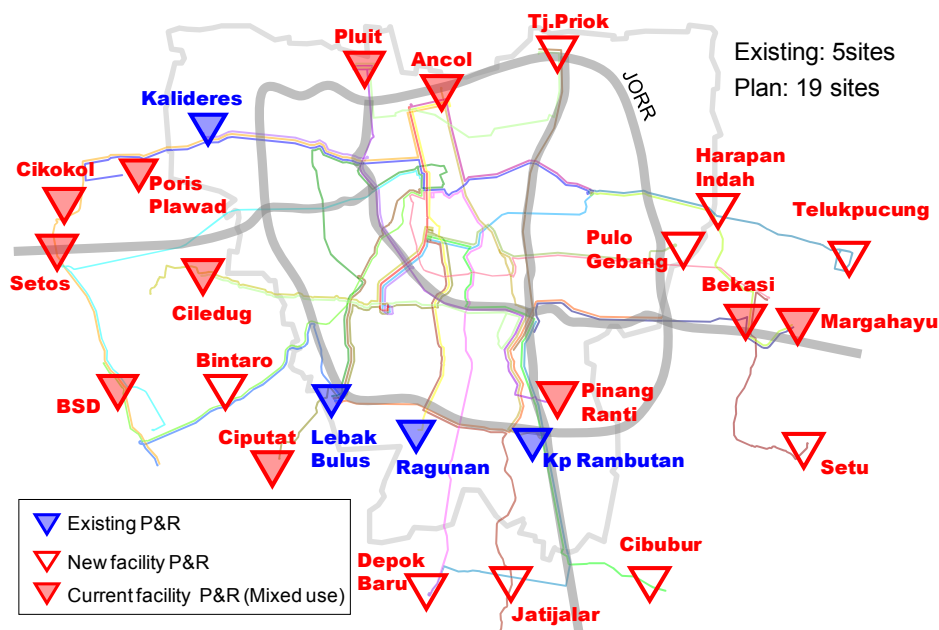 Tj.Priok
Pluit
Ancol
Existing: 5sites
Plan: 19 sites
JORR
Kalideres
Cikokol
Poris
Plawad
Harapan
Indah
Telukpucung
Setos
Pulo
Gebang
Ciledug
Bekasi
Margahayu
Bintaro
BSD
Pinang
Ranti
Ciputat
Lebak
Bulus
Ragunan
Kp Rambutan
Setu
Existing P&R
New facility P&R
Current facility P&R (Mixed use)
Depok
Baru
Jatijalar
Cibubur